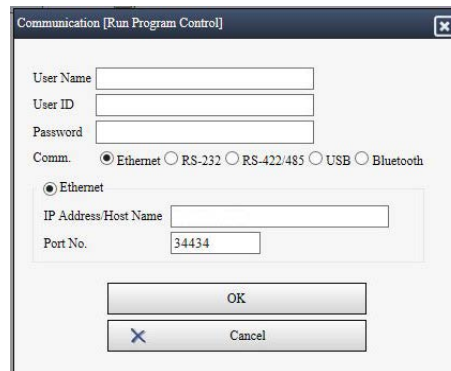 Communication [Run Program Control]
User Name
User ID
Password
Comm. Ethernet RS-232 RS-422/485 USB Bluetooth
Ethernet
IP Address/Host Name
Port No. 34434
OK
Cancel